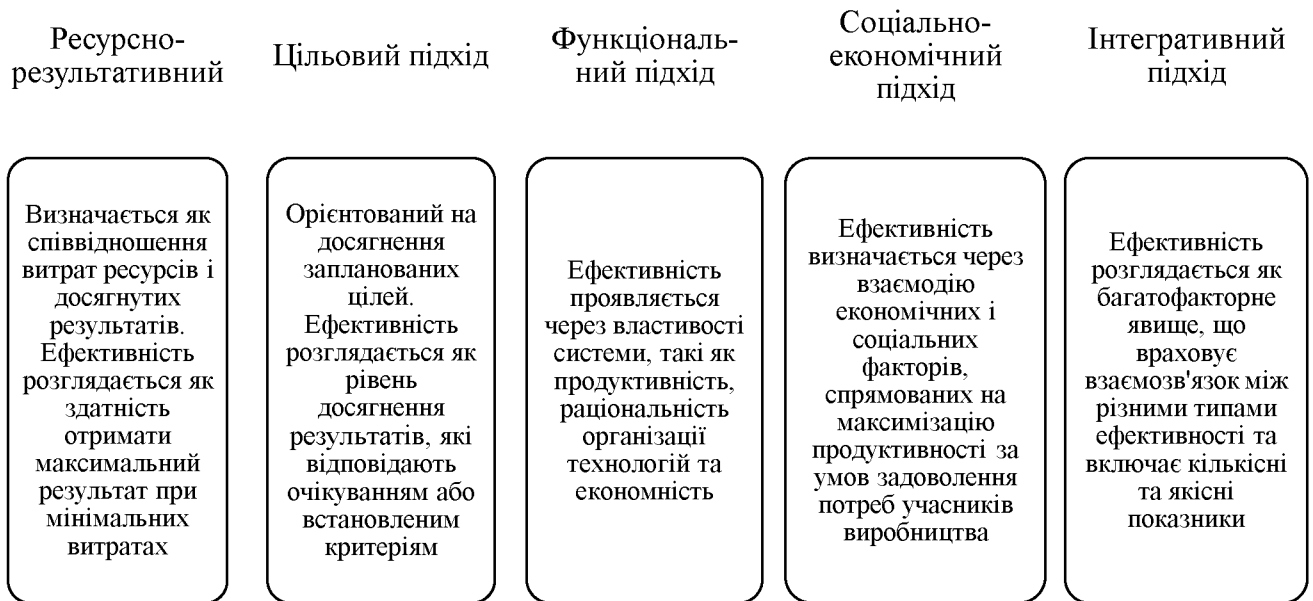 Ресурсно-
результативний
Визначається як
співвідношення
витрат ресурсів і
досягнутих
результатів.
Ефективність
розглядається як
здатність
отримати
максимальний
результат при
мінімальних
витратах
Цільовий підхід
Орієнтований на
досягнення
запланованих
цілей.
Ефективність
розглядається як
рівень
досягнення
результатів, які
відповідають
очікуванням або
встановленим
критеріям
Функціональ-
ний підхід
Ефективність
проявляється
через властивості
системи, такі як
продуктивність,
раціональність
організації
технологій та
економність
Соціально-
економічний
підхід
Ефективність
визначається через
взаємодію
економічних і
соціальних
факторів,
спрямованих на
максимізацію
продуктивності за
умов задоволення
потреб учасників
виробництва
Інтегративний
підхід
Ефективність
розглядається як
багатофакторне
явище, що
враховує
взаємозв'язок між
різними типами
ефективності та
включає кількісні
та якісні
показники